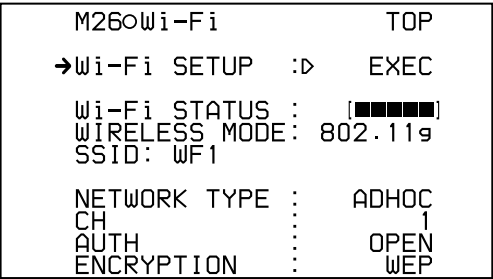 M26○Wi-Fi TOP
→Wi-Fi SETUP :▷ EXEC
Wi-Fi STATUS : [■■■■■]
WIRELESS MODE: 802.11g
SSID: WF1
NETWORK TYPE : ADHOC
CH : 1
AUTH : OPEN
ENCRYPTION : WEP